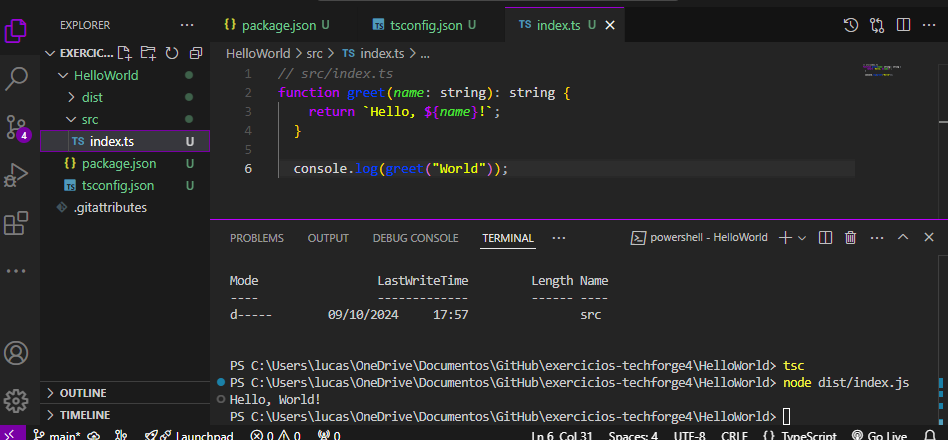 EXPLORER
EXERCIC...
HelloWorld
dist
src
TS index.ts U
{} package.json U
TS tsconfig.json U
.gitattributes
OUTLINE
TIMELINE
4
{} package.json U
TS tsconfig.json U
TS index.ts U
HelloWorld > src > TS index.ts > ...
1 // src/index.ts
2 function greet(name: string): string {
3 return `Hello, ${name}!`;
4 }
5
6 console.log(greet("World"));
PROBLEMS OUTPUT DEBUG CONSOLE TERMINAL
powershell - HelloWorld
Mode LastWriteTime Length Name
---- ------------- ------ ----
d----- 09/10/2024 17:57 src
PS C:\Users\lucas\OneDrive\Documentos\GitHub\exercicios-techforge4\HelloWorld> tsc
PS C:\Users\lucas\OneDrive\Documentos\GitHub\exercicios-techforge4\HelloWorld> node dist/index.js
Hello, World!
PS C:\Users\lucas\OneDrive\Documentos\GitHub\exercicios-techforge4\HelloWorld>
main* Launchpad 0 0 0 Ln 6, Col 31 Spaces: 4 UTF-8 CRLF {} TypeScript Go Live